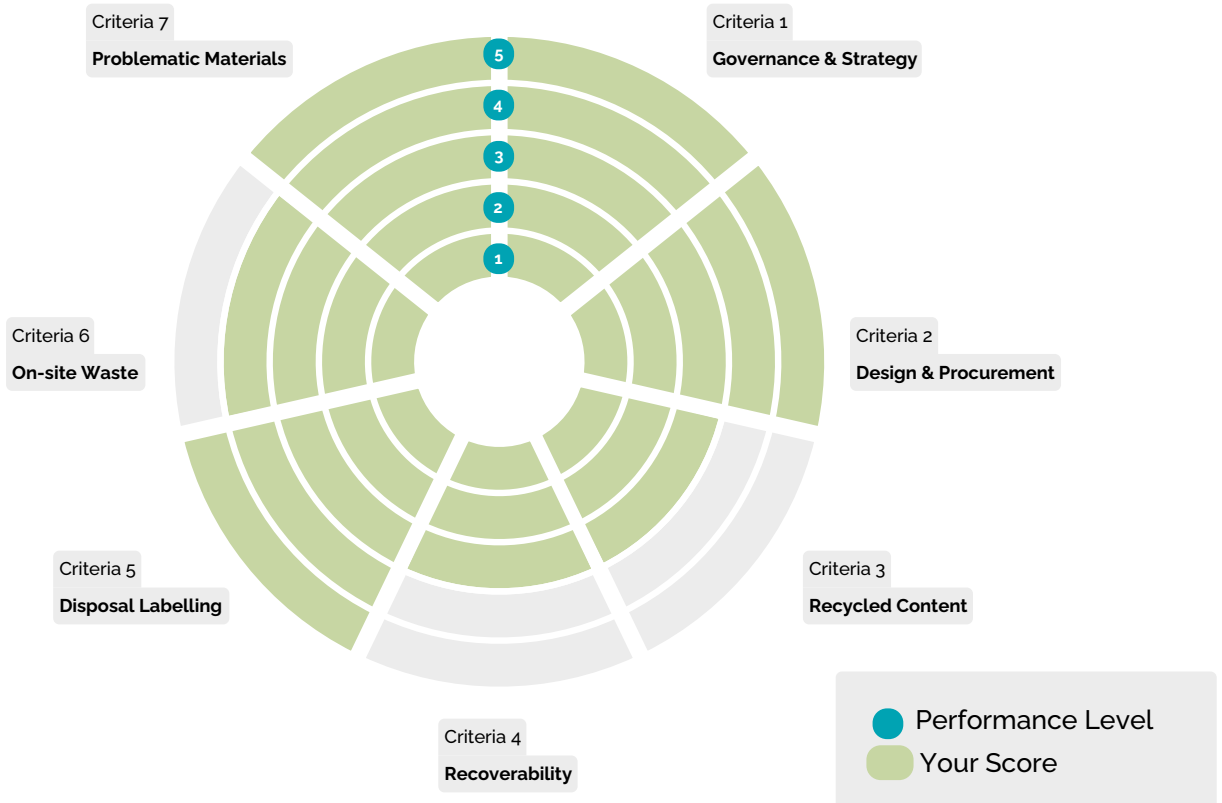 Criteria 7
Problematic Materials
Criteria 1
Governance & Strategy
5
4
3
2
1
Criteria 6
On-site Waste
Criteria 2
Design & Procurement
Criteria 5
Disposal Labelling
Criteria 3
Recycled Content
Criteria 4
Recoverability
Performance Level
Your Score